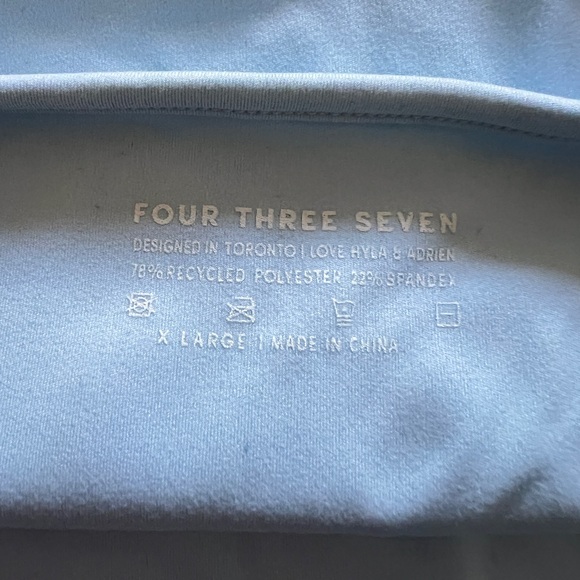 FOUR THREE SEVEN
DESIGNED IN TORONTO | LOVE HYLA & ADRIEN
78% RECYCLED POLYESTER 22% SPANDEX
X LARGE | MADE IN CHINA